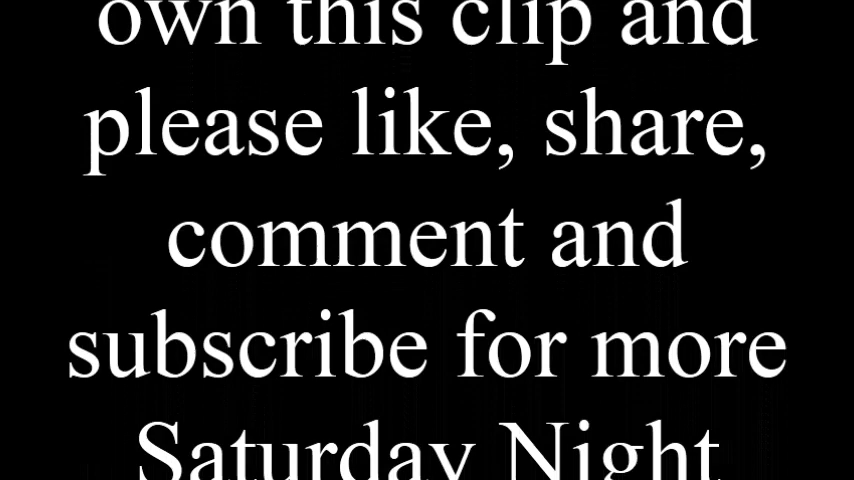 own this clip and
please like, share,
comment and
subscribe for more
Saturday Night